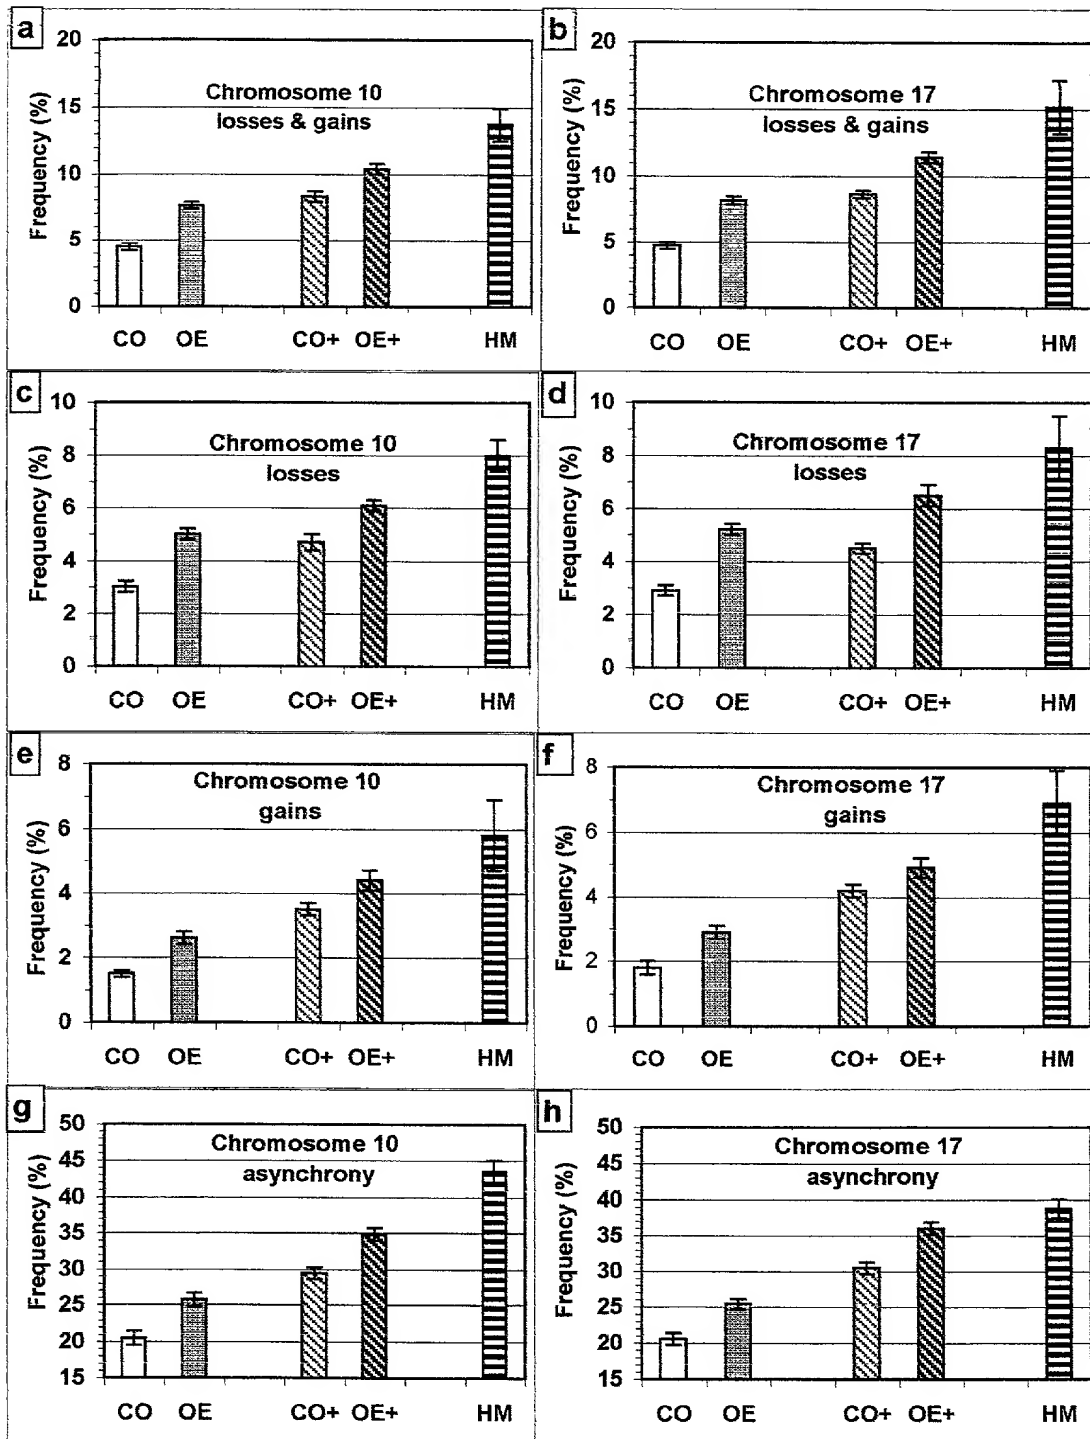 a
20
15
10
5
0
Frequency (%)
Chromosome 10
losses & gains
CO OE CO+ OE+ HM
b
20
15
10
5
0
Frequency (%)
Chromosome 17
losses & gains
CO OE CO+ OE+ HM
c
10
8
6
4
2
0
Frequency (%)
Chromosome 10
losses
CO OE CO+ OE+ HM
d
10
8
6
4
2
0
Frequency (%)
Chromosome 17
losses
CO OE CO+ OE+ HM
e
8
6
4
2
0
Frequency (%)
Chromosome 10
gains
CO OE CO+ OE+ HM
f
8
6
4
2
0
Frequency (%)
Chromosome 17
gains
CO OE CO+ OE+ HM
g
50
45
40
35
30
25
20
15
Frequency (%)
Chromosome 10
asynchrony
CO OE CO+ OE+ HM
h
50
45
40
35
30
25
20
15
Frequency (%)
Chromosome 17
asynchrony
CO OE CO+ OE+ HM